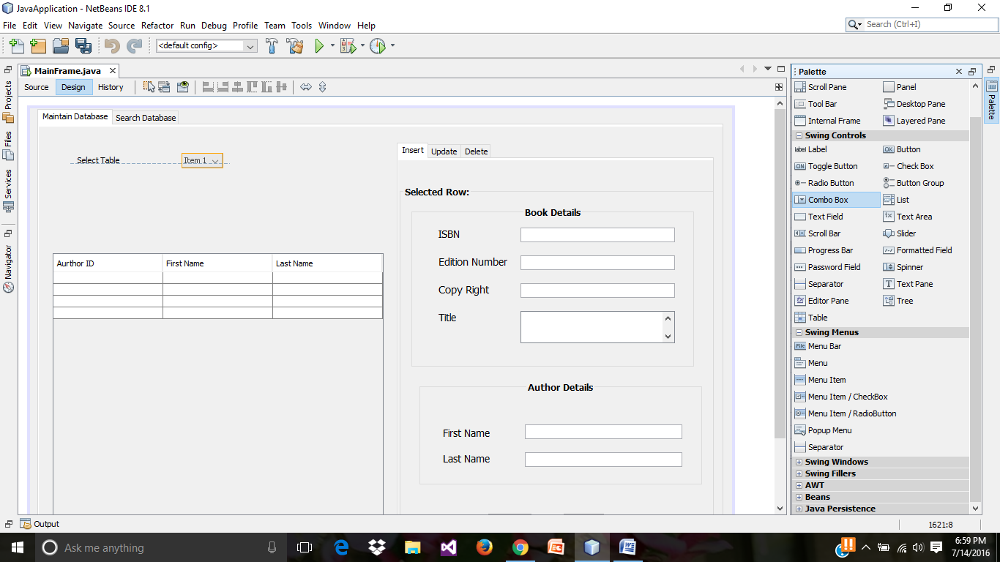 JavaApplication - NetBeans IDE 8.1
File Edit View Navigate Source Refactor Run Debug Profile Team Tools Window Help
Search (Ctrl+I)
<default config>
MainFrame.java
Source Design History
Projects
Files
Services
Navigator
Maintain Database Search Database
Select Table Item 1
Aurthor ID First Name Last Name
Insert Update Delete
Selected Row:
Book Details
ISBN
Edition Number
Copy Right
Title
Author Details
First Name
Last Name
Palette
Palette
Scroll Pane Panel
Tool Bar Desktop Pane
Internal Frame Layered Pane
Swing Controls
label Label OK Button
ON Toggle Button Check Box
Radio Button Button Group
Combo Box List
Text Field Text Area
Scroll Bar Slider
Progress Bar Formatted Field
Password Field Spinner
Separator T Text Pane
Editor Pane Tree
Table
Swing Menus
File Menu Bar
Menu
Menu Item
Menu Item / CheckBox
Menu Item / RadioButton
Popup Menu
Separator
Swing Windows
Swing Fillers
AWT
Beans
Java Persistence
Output
1621:8
Ask me anything
6:59 PM
7/14/2016